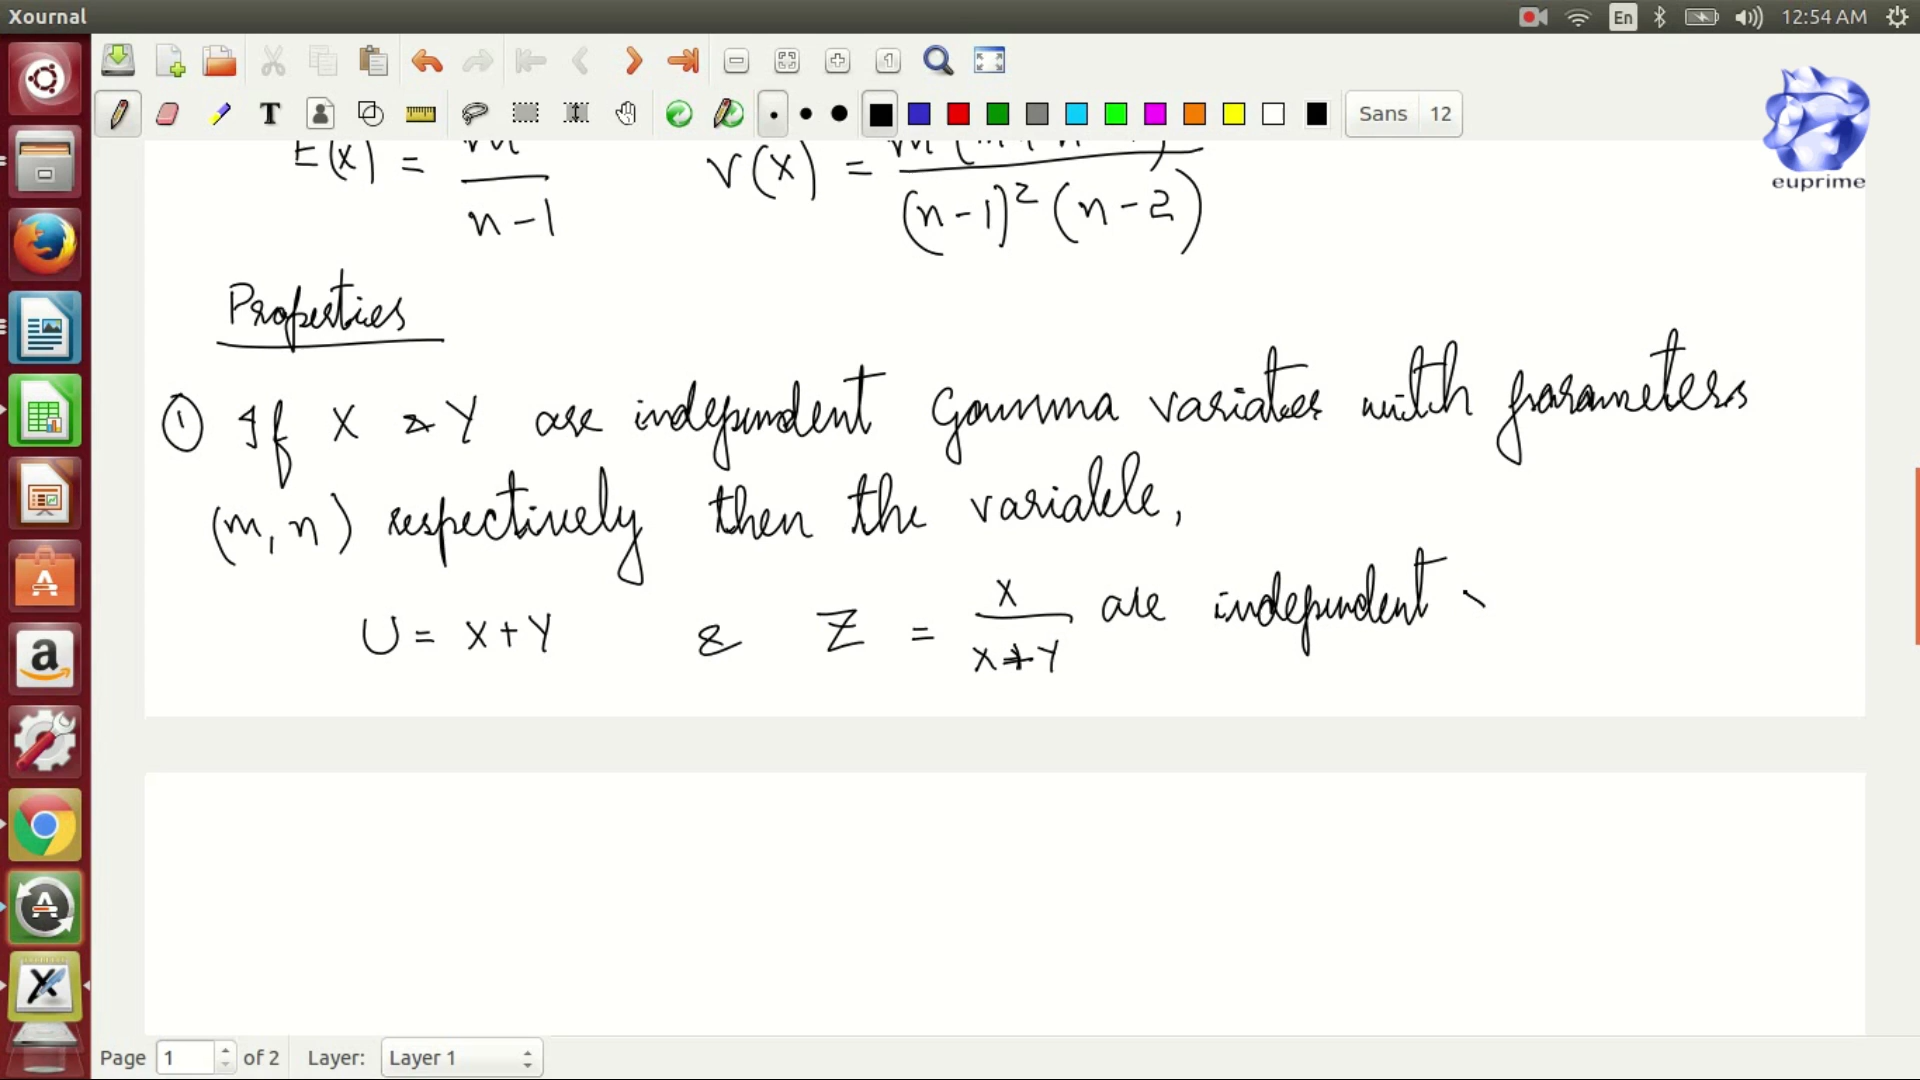 Xournal
En
12:54 AM
Sans 12
euprime
E(x) = m / n-1 V(x) = / (n-1)² (n-2)
Properties
① If X & Y are independent Gamma variates with parameters
(m, n) respectively then the variable,
U = X+Y & Z = X / X+Y are independent
Page 1 of 2 Layer: Layer 1